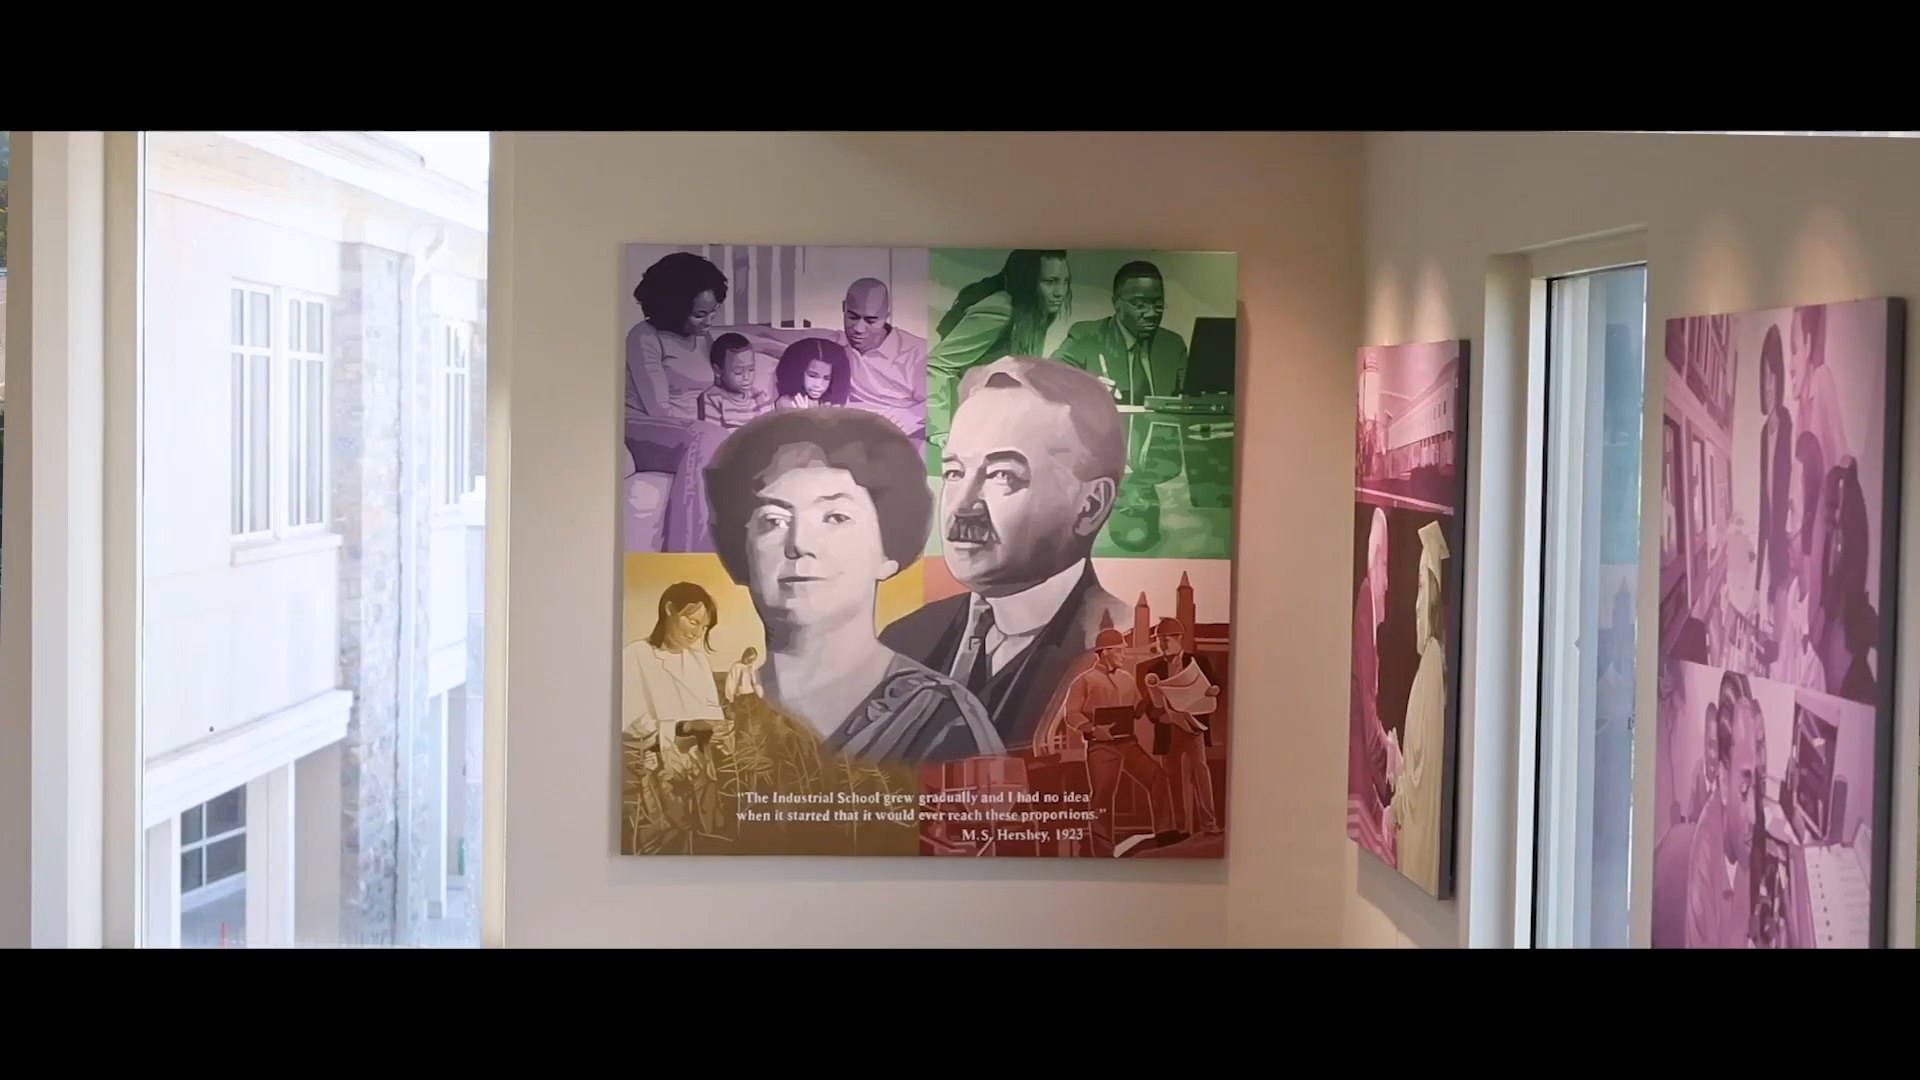 "The Industrial School grew gradually and I had no idea
when it started that it would ever reach these proportions."
M.S. Hershey, 1923